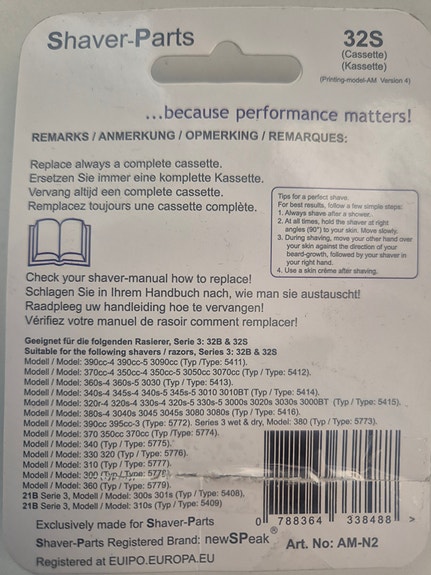 Shaver-Parts
32S
(Cassette)
(Kassette)
(Printing-model-AM Version 4)
...because performance matters!
REMARKS / ANMERKUNG / OPMERKING / REMARQUES:
Replace always a complete cassette.
Ersetzen Sie immer eine komplette Kassette.
Vervang altijd een complete cassette.
Remplacez toujours une cassette complète.
Tips for a perfect shave.
For best results, follow a few simple steps:
1. Always shave after a shower.
2. At all times, hold the shaver at right
angles (90°) to your skin. Move slowly.
3. During shaving, move your other hand over
your skin against the direction of your
beard-growth, followed by your shaver in
your right hand.
4. Use a skin crème after shaving.
Check your shaver-manual how to replace!
Schlagen Sie in Ihrem Handbuch nach, wie man sie austauscht!
Raadpleeg uw handleiding hoe te vervangen!
Vérifiez votre manuel de rasoir comment remplacer!
Geeignet für die folgenden Rasierer, Serie 3: 32B & 32S
Suitable for the following shavers / razors, Series 3: 32B & 32S
Modell / Model: 390cc-4 390cc-5 3090cc (Typ / Type: 5411).
Modell / Model: 370cc-4 350cc-4 350cc-5 3050cc 3070cc (Typ / Type: 5412).
Modell / Model: 360s-4 360s-5 3030 (Typ / Type: 5413).
Modell / Model: 340s-4 345s-4 340s-5 345s-5 3010 3010BT (Typ / Type: 5414).
Modell / Model: 320r-4 320s-4 330s-4 320s-5 330s-5 3000s 3020s 3030s 3000BT (Typ / Type: 5415).
Modell / Model: 380s-4 3040s 3045 3045s 3080 3080s (Typ / Type: 5416).
Modell / Model: 390cc 395cc-3 (Type: 5772). Series 3 wet & dry, Model: 380 (Typ / Type: 5773).
Modell / Model: 370 350cc 370cc (Typ / Type: 5774).
Modell / Model: 340 (Typ / Type: 5775).
Modell / Model: 330 320 (Typ / Type: 5776).
Modell / Model: 310 (Typ / Type: 5777).
Modell / Model: 300 (Typ / Type: 5778).
Modell / Model: 360 (Typ / Type: 5779).
21B Serie 3, Modell / Model: 300s 301s (Typ / Type: 5408),
21B Serie 3, Modell / Model: 310s (Typ / Type: 5409)
0 788364 338488 >
Exclusively made for Shaver-Parts
Shaver-Parts Registered Brand: newSPeak®
Art. No: AM-N2
Registered at EUIPO.EUROPA.EU